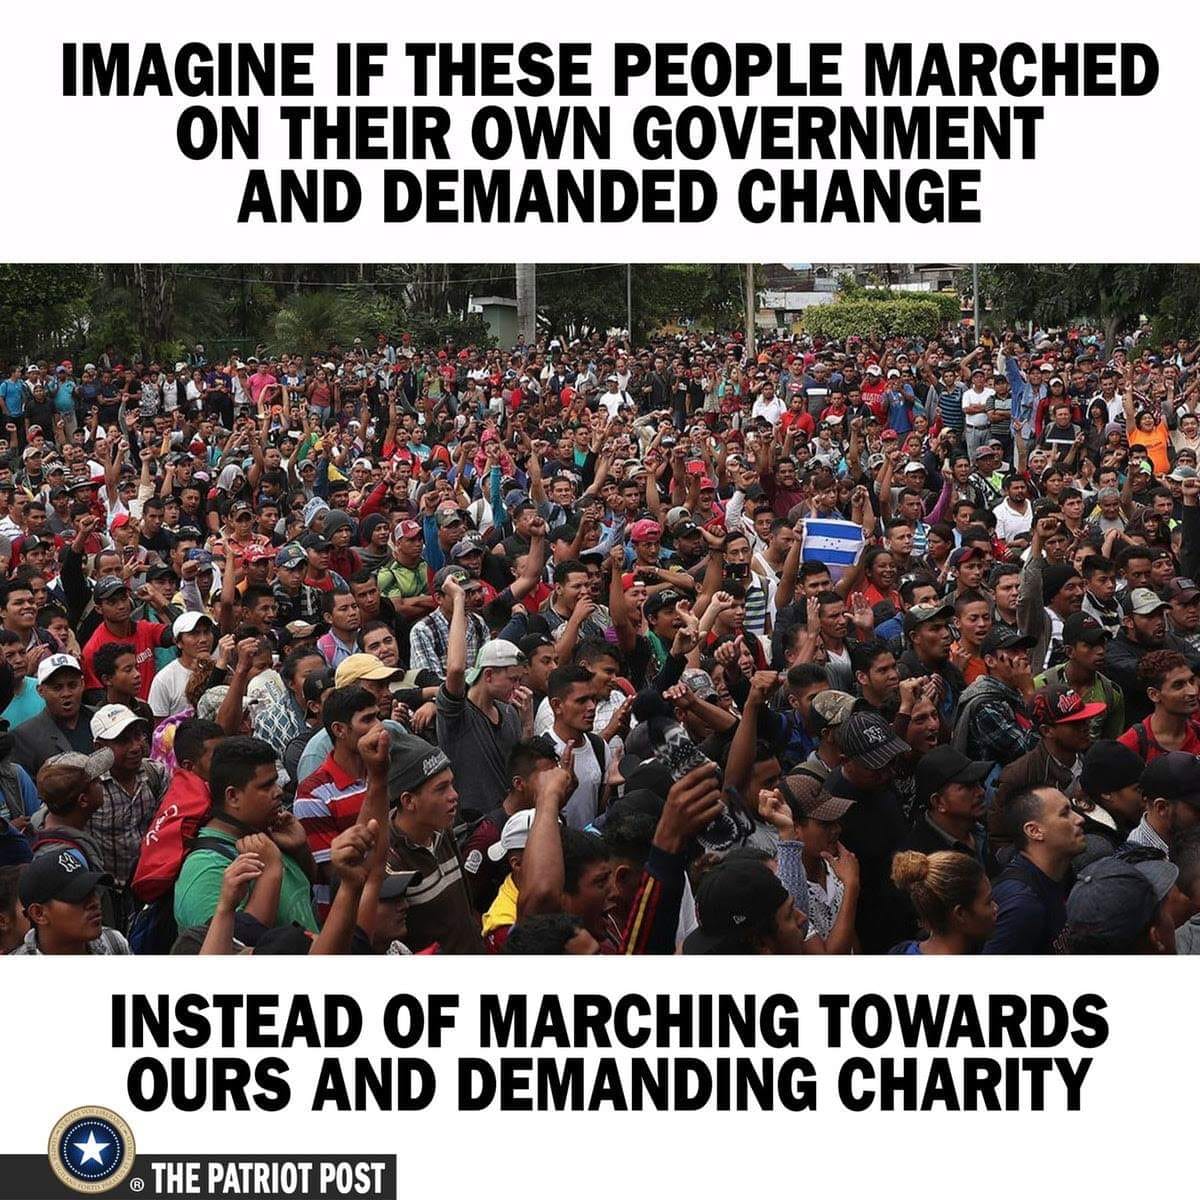 IMAGINE IF THESE PEOPLE MARCHED
ON THEIR OWN GOVERNMENT
AND DEMANDED CHANGE
INSTEAD OF MARCHING TOWARDS
OURS AND DEMANDING CHARITY
® THE PATRIOT POST